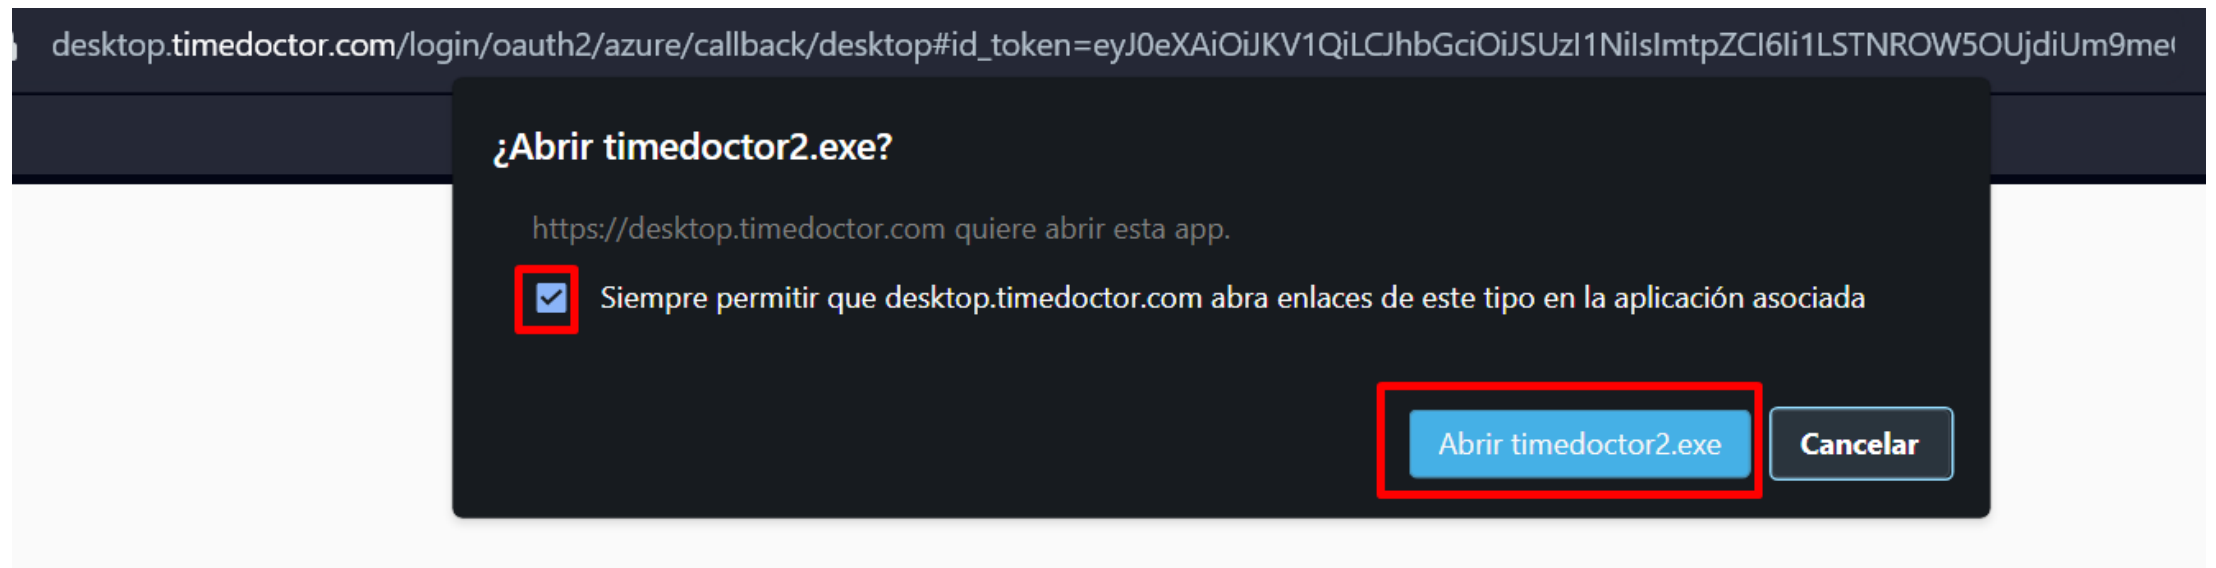 desktop.timedoctor.com/login/oauth2/azure/callback/desktop#id_token=eyJ0eXAiOiJKV1QiLCJhbGciOiJSUzI1NiIsImtpZCI6Ii1LSTNROW5OUjdiUm9me
¿Abrir timedoctor2.exe?
https://desktop.timedoctor.com quiere abrir esta app.
Siempre permitir que desktop.timedoctor.com abra enlaces de este tipo en la aplicación asociada
Abrir timedoctor2.exe
Cancelar